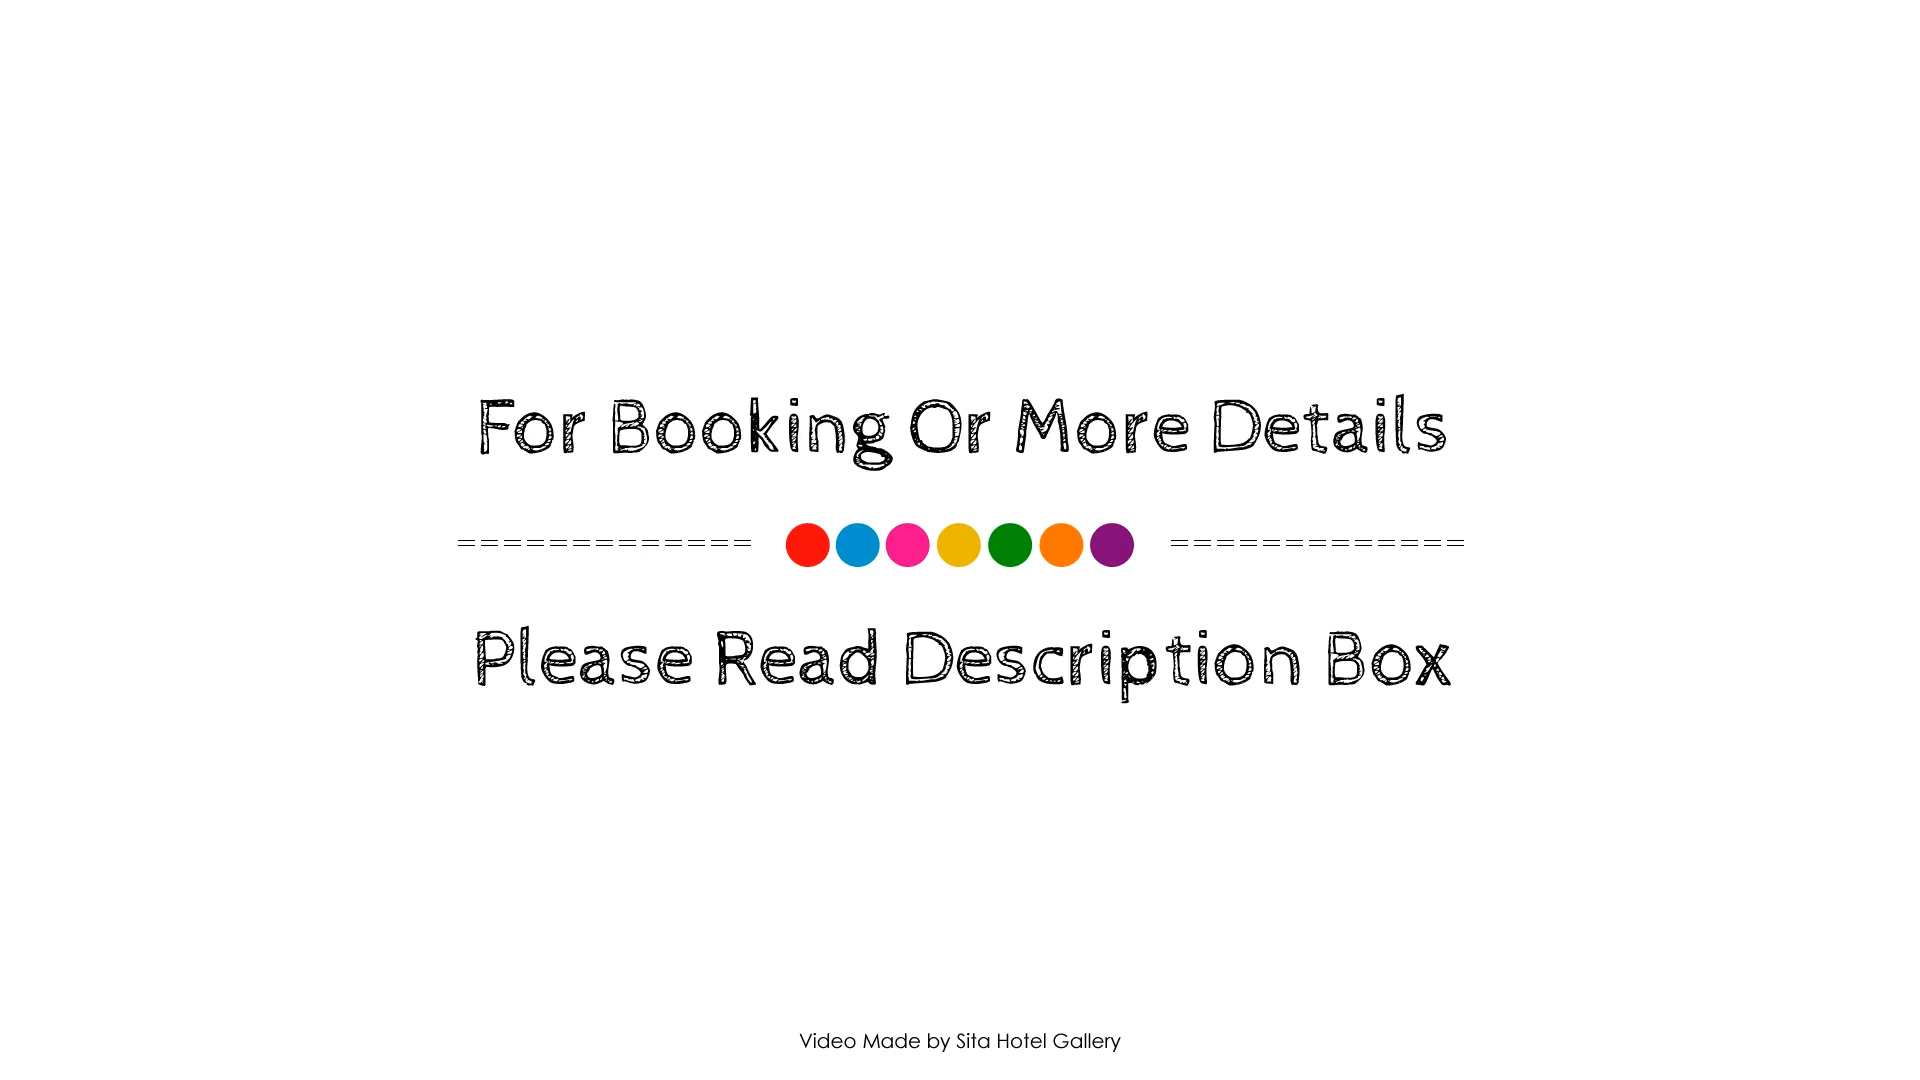 For Booking Or More Details
============= =============
Please Read Description Box
Video Made by Sita Hotel Gallery